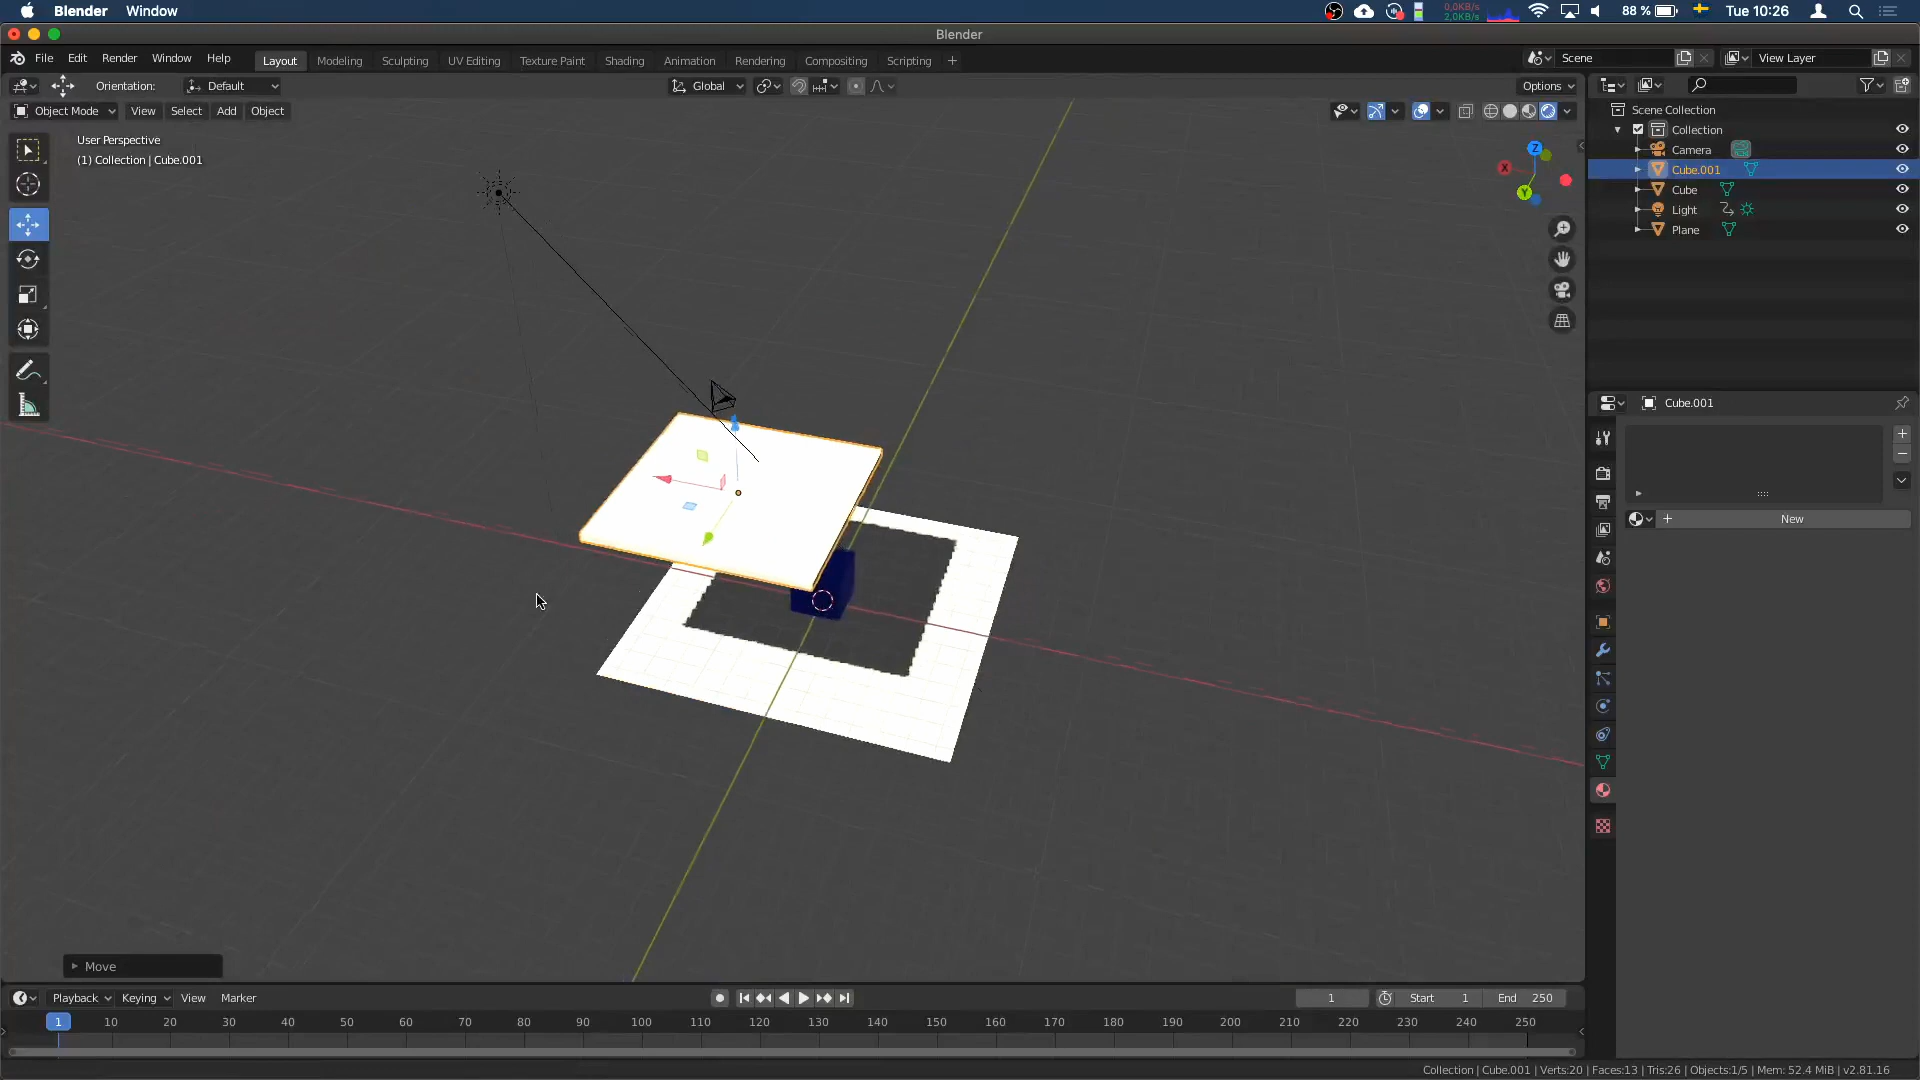 Blender Window 0,0KB/s 2,0KB/s 88 % Tue 10:26
Blender
File Edit Render Window Help Layout Modeling Sculpting UV Editing Texture Paint Shading Animation Rendering Compositing Scripting + Scene View Layer
Orientation: Default Global Options
Object Mode View Select Add Object
User Perspective
(1) Collection | Cube.001
Z
X
Y
Scene Collection
Collection
Camera
Cube.001
Cube
Light
Plane
Cube.001
+
−
+ New
Move
Playback Keying View Marker 1 Start 1 End 250
1 10 20 30 40 50 60 70 80 90 100 110 120 130 140 150 160 170 180 190 200 210 220 230 240 250
Collection | Cube.001 | Verts:20 | Faces:13 | Tris:26 | Objects:1/5 | Mem: 52.4 MiB | v2.81.16